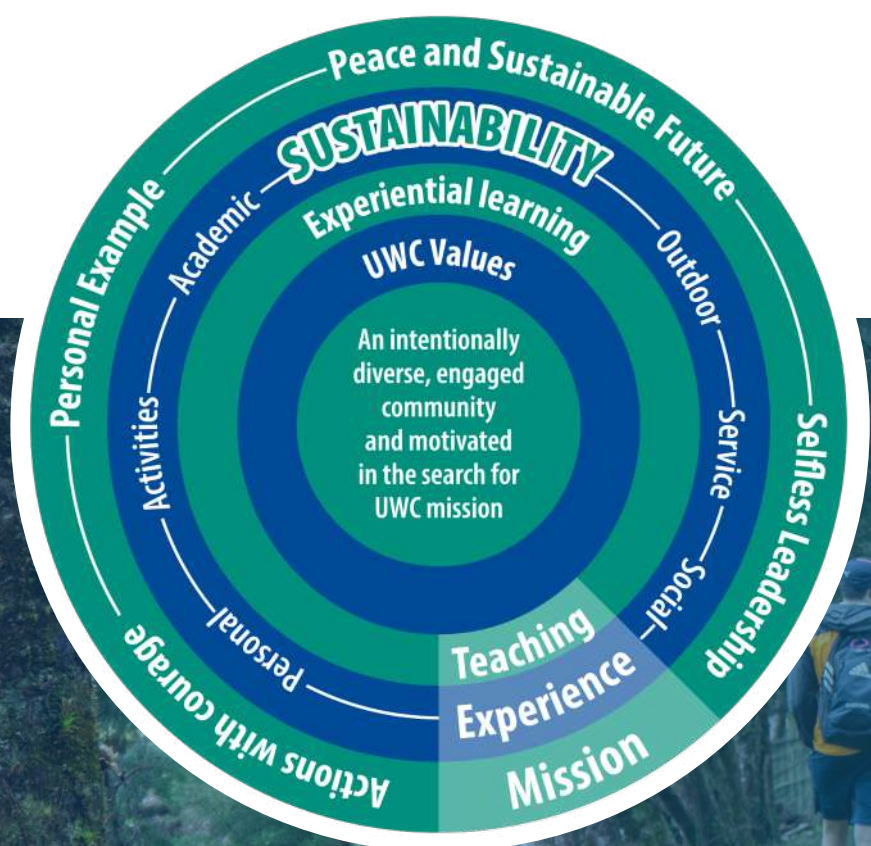 Peace and Sustainable Future
Personal Example
Selfless Leadership
Actions with courage
SUSTAINABILITY
Academic
Outdoor
Activities
Service
Personal
Social
Experiential learning
UWC Values
An intentionally
diverse, engaged
community
and motivated
in the search for
UWC mission
Teaching
Experience
Mission